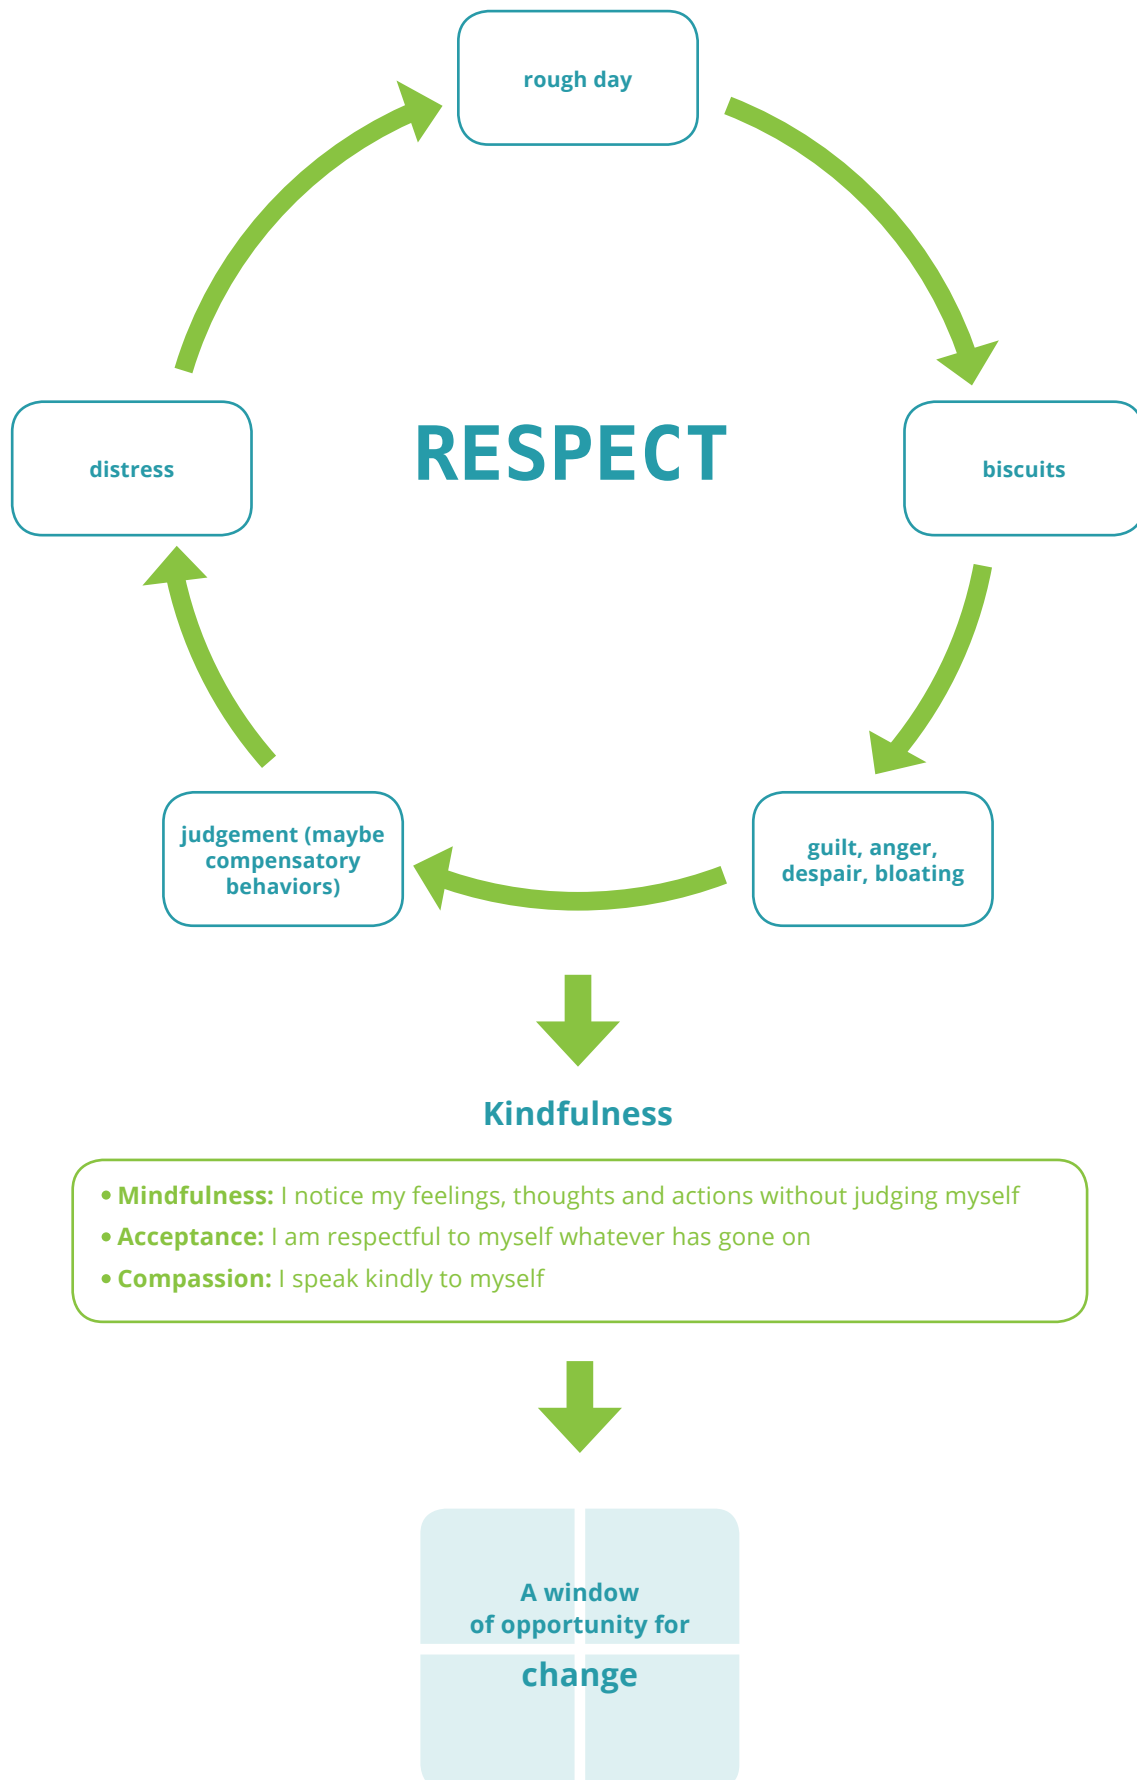 rough day
distress
RESPECT
biscuits
judgement (maybe
compensatory
behaviors)
guilt, anger,
despair, bloating
Kindfulness
• Mindfulness: I notice my feelings, thoughts and actions without judging myself
• Acceptance: I am respectful to myself whatever has gone on
• Compassion: I speak kindly to myself
A window
of opportunity for
change